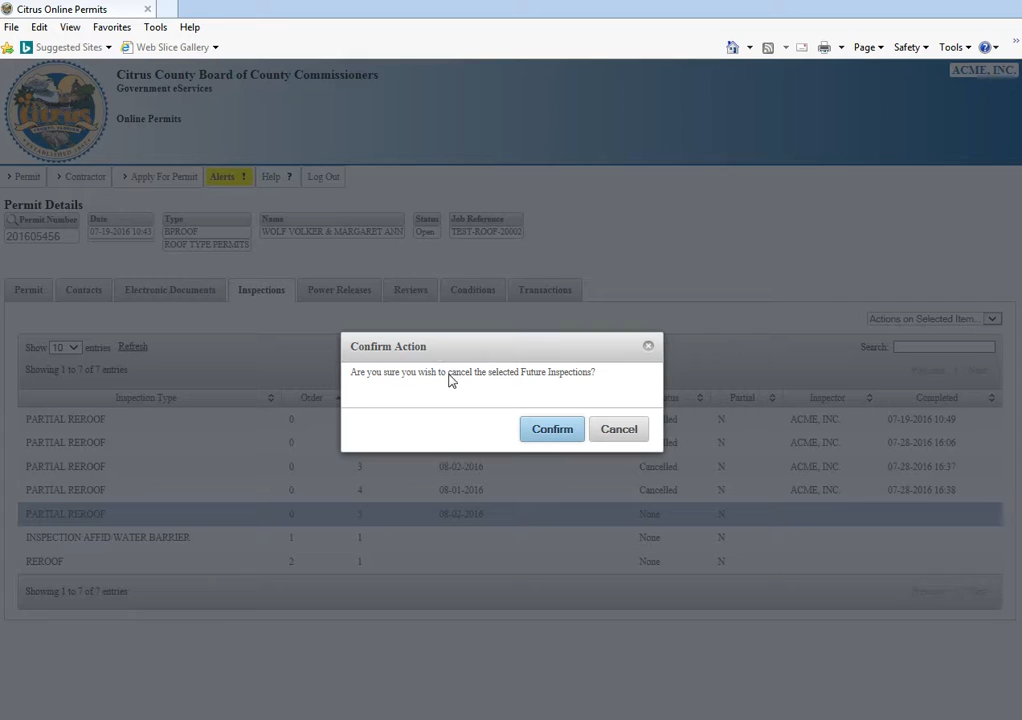 Citrus Online Permits
File Edit View Favorites Tools Help
Suggested Sites Web Slice Gallery Page Safety Tools
Citrus County Board of County Commissioners ACME, INC.
Government eServices
Online Permits
Permit Contractor Apply For Permit Alerts ! Help ? Log Out
Permit Details
Permit Number Date Type Name Status Job Reference
201605456 07-19-2016 10:43 BPROOF WOLF VOLKER & MARGARET ANN Open TEST-ROOF-20002
ROOF TYPE PERMITS
Permit Contacts Electronic Documents Inspections Power Releases Reviews Conditions Transactions
Actions on Selected Item...
Show 10 entries Refresh Search:
Showing 1 to 7 of 7 entries Previous Next
Confirm Action
Are you sure you wish to cancel the selected Future Inspections?
Confirm Cancel
Inspection Type Order Partial Inspector Completed
PARTIAL REROOF 0 N ACME, INC. 07-19-2016 10:49
PARTIAL REROOF 0 N ACME, INC. 07-28-2016 16:06
PARTIAL REROOF 0 3 08-02-2016 Cancelled N ACME, INC. 07-28-2016 16:37
PARTIAL REROOF 0 4 08-01-2016 Cancelled N ACME, INC. 07-28-2016 16:38
PARTIAL REROOF 0 5 08-02-2016 None N
INSPECTION AFFID WATER BARRIER 1 1 None N
REROOF 2 1 None N
Showing 1 to 7 of 7 entries Previous Next